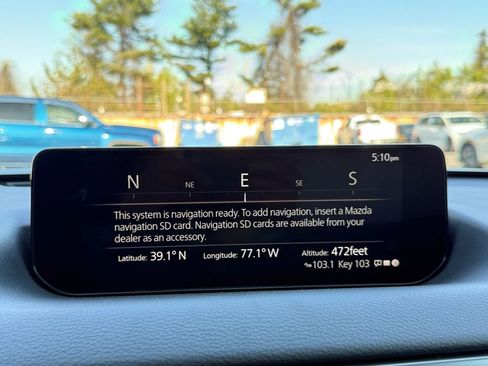 5:10pm
N NE E SE S
This system is navigation ready. To add navigation, insert a Mazda
navigation SD card. Navigation SD cards are available from your
dealer as an accessory.
Latitude: 39.1° N Longitude: 77.1° W Altitude: 472feet
103.1 Key 103